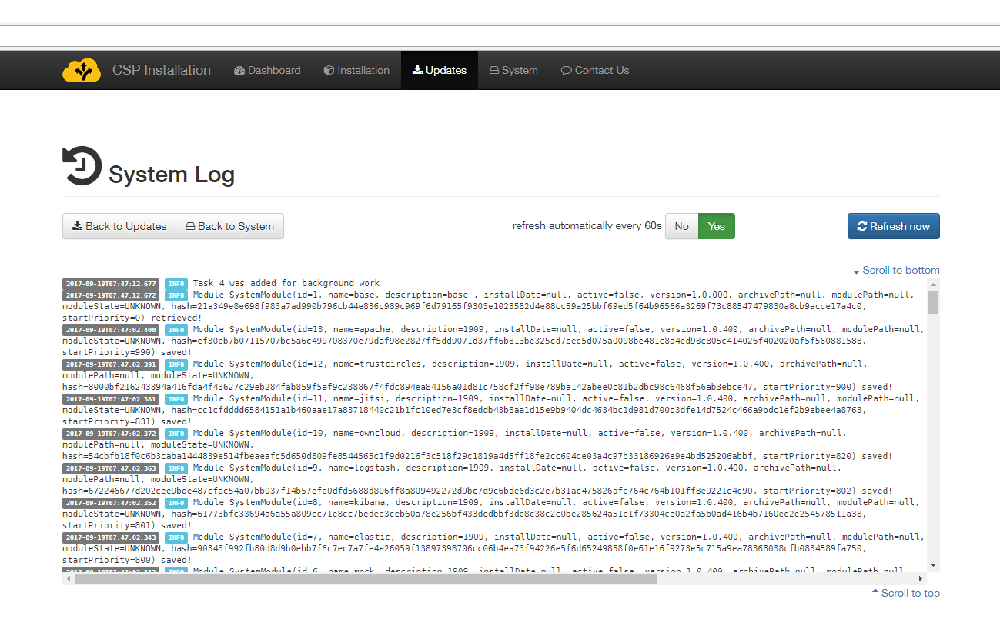 CSP Installation Dashboard Installation Updates System Contact Us
System Log
Back to Updates Back to System refresh automatically every 60s No Yes Refresh now
Scroll to bottom
2017-09-19T07:47:12.677 INFO Task 4 was added for background work
2017-09-19T07:47:12.672 INFO Module SystemModule(id=1, name=base, description=base , installDate=null, active=false, version=1.0.000, archivePath=null, modulePath=null,
moduleState=UNKNOWN, hash=21a349e8e698f983a7ad990b796cb44e836c989c969f6d79165f9303e1023582d4e88cc59a25bbf69ed5f64b96566a3269f73c88547479830a8cb9acce17a4c0,
startPriority=0) retrieved!
2017-09-19T07:47:02.400 INFO Module SystemModule(id=13, name=apache, description=1909, installDate=null, active=false, version=1.0.400, archivePath=null, modulePath=null,
moduleState=UNKNOWN, hash=ef30eb7b07115707bc5a6c499708370e79daf98e2827ff5dd9071d37ff6b813be325cd7cec5d075a0098be481c8a4ed98c805c414026f402020af5f560881588,
startPriority=990) saved!
2017-09-19T07:47:02.391 INFO Module SystemModule(id=12, name=trustcircles, description=1909, installDate=null, active=false, version=1.0.400, archivePath=null,
modulePath=null, moduleState=UNKNOWN,
hash=8000bf216243394a416fda4f43627c29eb284fab859f5af9c238867f4fdc894ea84156a01d81c758cf2ff98e789ba142abee0c81b2dbc98c6468f56ab3ebce47, startPriority=900) saved!
2017-09-19T07:47:02.381 INFO Module SystemModule(id=11, name=jitsi, description=1909, installDate=null, active=false, version=1.0.400, archivePath=null, modulePath=null,
moduleState=UNKNOWN, hash=cc1cfdddd6584151a1b460aae17a83718440c21b1fc10ed7e3cf8eddb43b8aa1d15e9b9404dc4634bc1d981d700c3dfe14d7524c466a9bdc1ef2b9ebee4a8763,
startPriority=831) saved!
2017-09-19T07:47:02.372 INFO Module SystemModule(id=10, name=owncloud, description=1909, installDate=null, active=false, version=1.0.400, archivePath=null,
modulePath=null, moduleState=UNKNOWN,
hash=54cbfb18f0c6b3caba1444839e514fbeaeafc5d650d809fe8544565c1f9d0216f3c518f29c1819a4d5ff18fe2cc604ce03a4c97b33186926e9e4bd525206abbf, startPriority=820) saved!
2017-09-19T07:47:02.363 INFO Module SystemModule(id=9, name=logstash, description=1909, installDate=null, active=false, version=1.0.400, archivePath=null,
modulePath=null, moduleState=UNKNOWN,
hash=672246677d202cee9bde487cfac54a07bb037f14b57efe0dfd5688d806ff8a809492272d9bc7d9c6bde6d3c2e7b31ac475826afe764c764b101ff8e9221c4c90, startPriority=802) saved!
2017-09-19T07:47:02.352 INFO Module SystemModule(id=8, name=kibana, description=1909, installDate=null, active=false, version=1.0.400, archivePath=null, modulePath=null,
moduleState=UNKNOWN, hash=61773bfc33694a6a55a809cc71e8cc7bedee3ceb60a78e256bf433dcdbbf3de8c38c2c0be285624a51e1f73304ce0a2fa5b0ad416b4b7160ec2e254578511a38,
startPriority=801) saved!
2017-09-19T07:47:02.343 INFO Module SystemModule(id=7, name=elastic, description=1909, installDate=null, active=false, version=1.0.400, archivePath=null, modulePath=null,
moduleState=UNKNOWN, hash=90343f992fb80d8d9b0ebb7f6c7ec7a7fe4e26059f13897398706cc06b4ea73f94226e5f6d65249858f0e61e16f9273e5c715a9ea78368038cfb0834589fa750,
startPriority=800) saved!
2017-09-19T07:47:02.332 INFO Module SystemModule(id=6, name=mock, description=1909, installDate=null, active=false, version=1.0.400, archivePath=null, modulePath=null,
Scroll to top